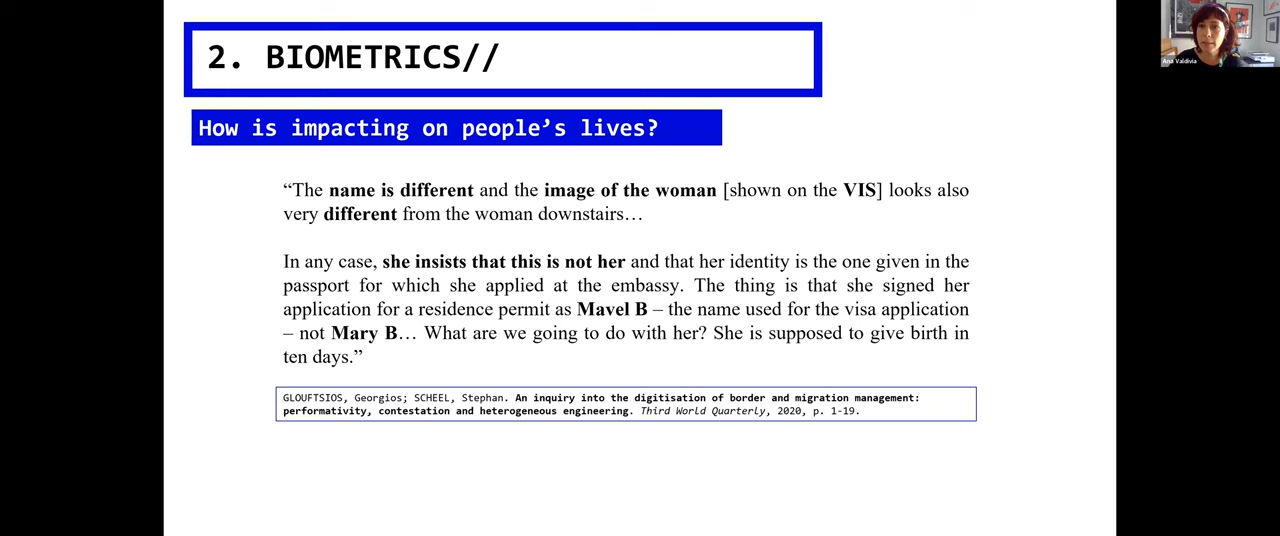 2. BIOMETRICS//
Ana Valdivia
How is impacting on people’s lives?
“The name is different and the image of the woman [shown on the VIS] looks also
very different from the woman downstairs…
In any case, she insists that this is not her and that her identity is the one given in the
passport for which she applied at the embassy. The thing is that she signed her
application for a residence permit as Mavel B – the name used for the visa application
– not Mary B… What are we going to do with her? She is supposed to give birth in
ten days.”
GLOUFTSIOS, Georgios; SCHEEL, Stephan. An inquiry into the digitisation of border and migration management:
performativity, contestation and heterogeneous engineering. Third World Quarterly, 2020, p. 1-19.